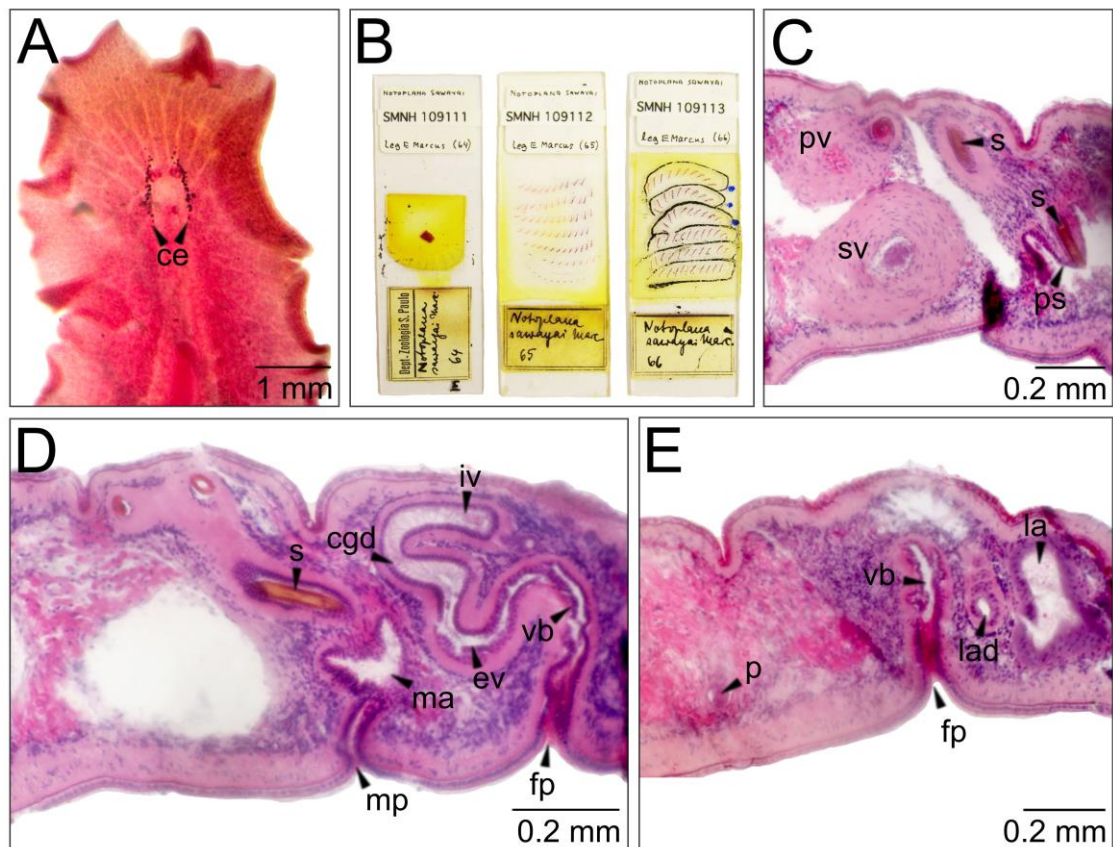 A
ce
1 mm
B
NOTOPLANA SAWAYAI
SMNH 109111
Leg E Marcus (64)
Dept. Zoologia S. Paulo
Notoplana
sawayai Marc.
64
NOTOPLANA SAWAYAI
SMNH 109112
Leg E Marcus (65)
Notoplana
sawayai Marc.
65
NOTOPLANA SAWAYAI
SMNH 109113
Leg E Marcus (66)
Notoplana
sawayai Marc.
66
C
pv
s
s
sv
ps
0.2 mm
D
iv
cgd
s
vb
ev
ma
mp
fp
0.2 mm
E
la
vb
lad
p
fp
0.2 mm